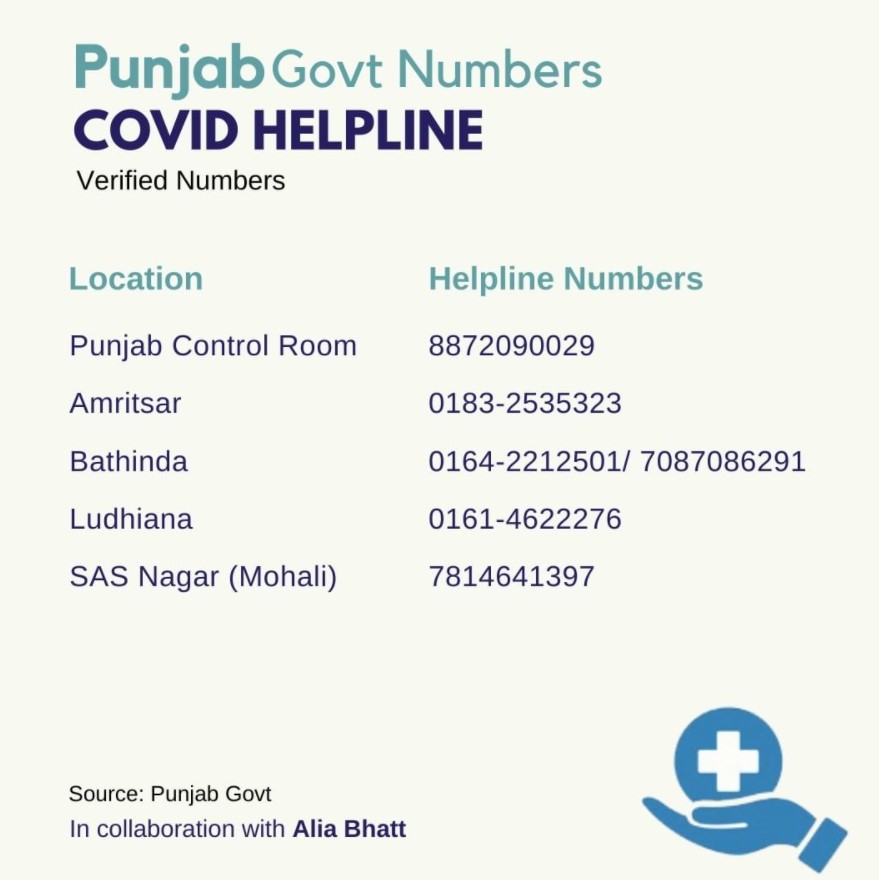 Punjab Govt Numbers
COVID HELPLINE
Verified Numbers
Location Helpline Numbers
Punjab Control Room 8872090029
Amritsar 0183-2535323
Bathinda 0164-2212501/ 7087086291
Ludhiana 0161-4622276
SAS Nagar (Mohali) 7814641397
Source: Punjab Govt
In collaboration with Alia Bhatt